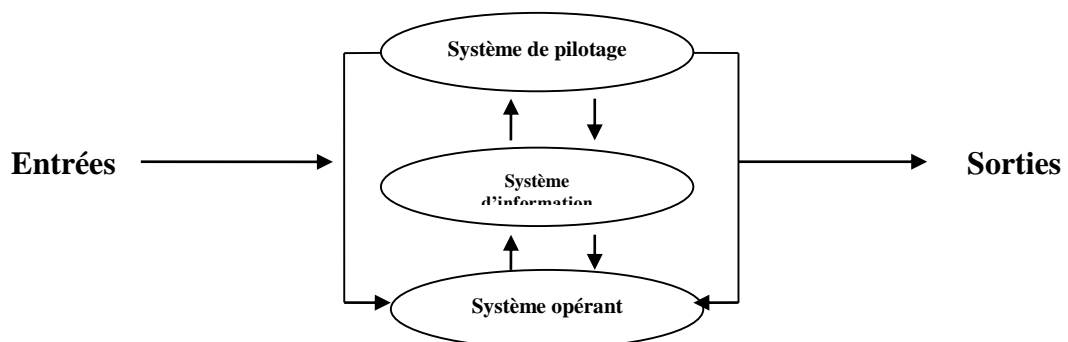 Système de pilotage
Entrées
Système
d’information
Sorties
Système opérant